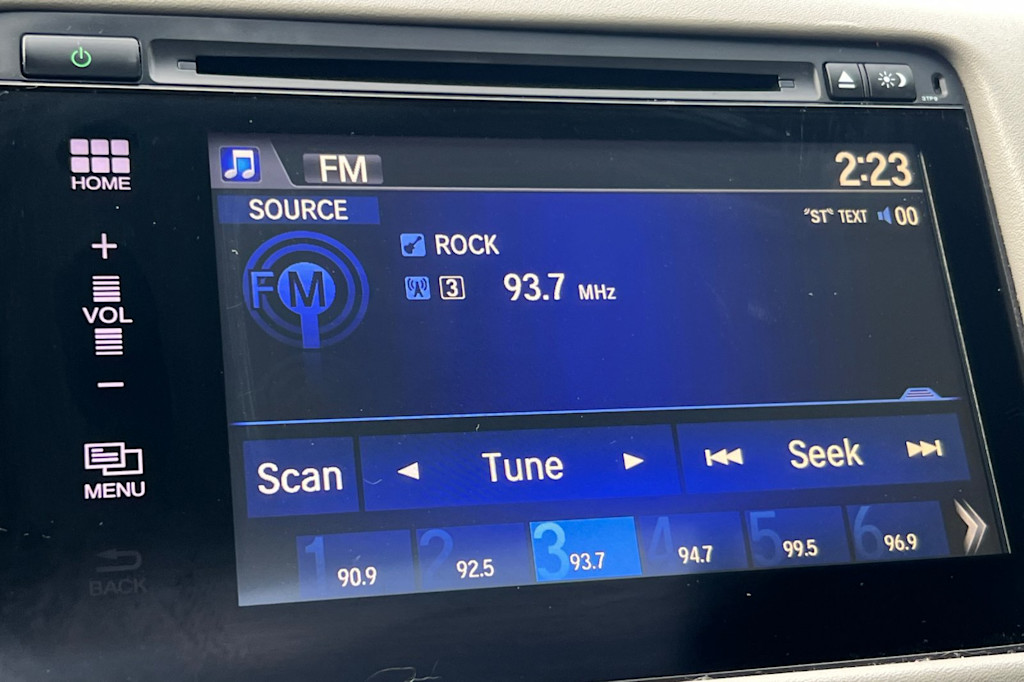 HOME
VOL
MENU
BACK
FM
2:23
SOURCE
"ST" TEXT 00
FM
ROCK
3 93.7 MHz
Scan Tune Seek
1 90.9
2 92.5
3 93.7
4 94.7
5 99.5
6 96.9